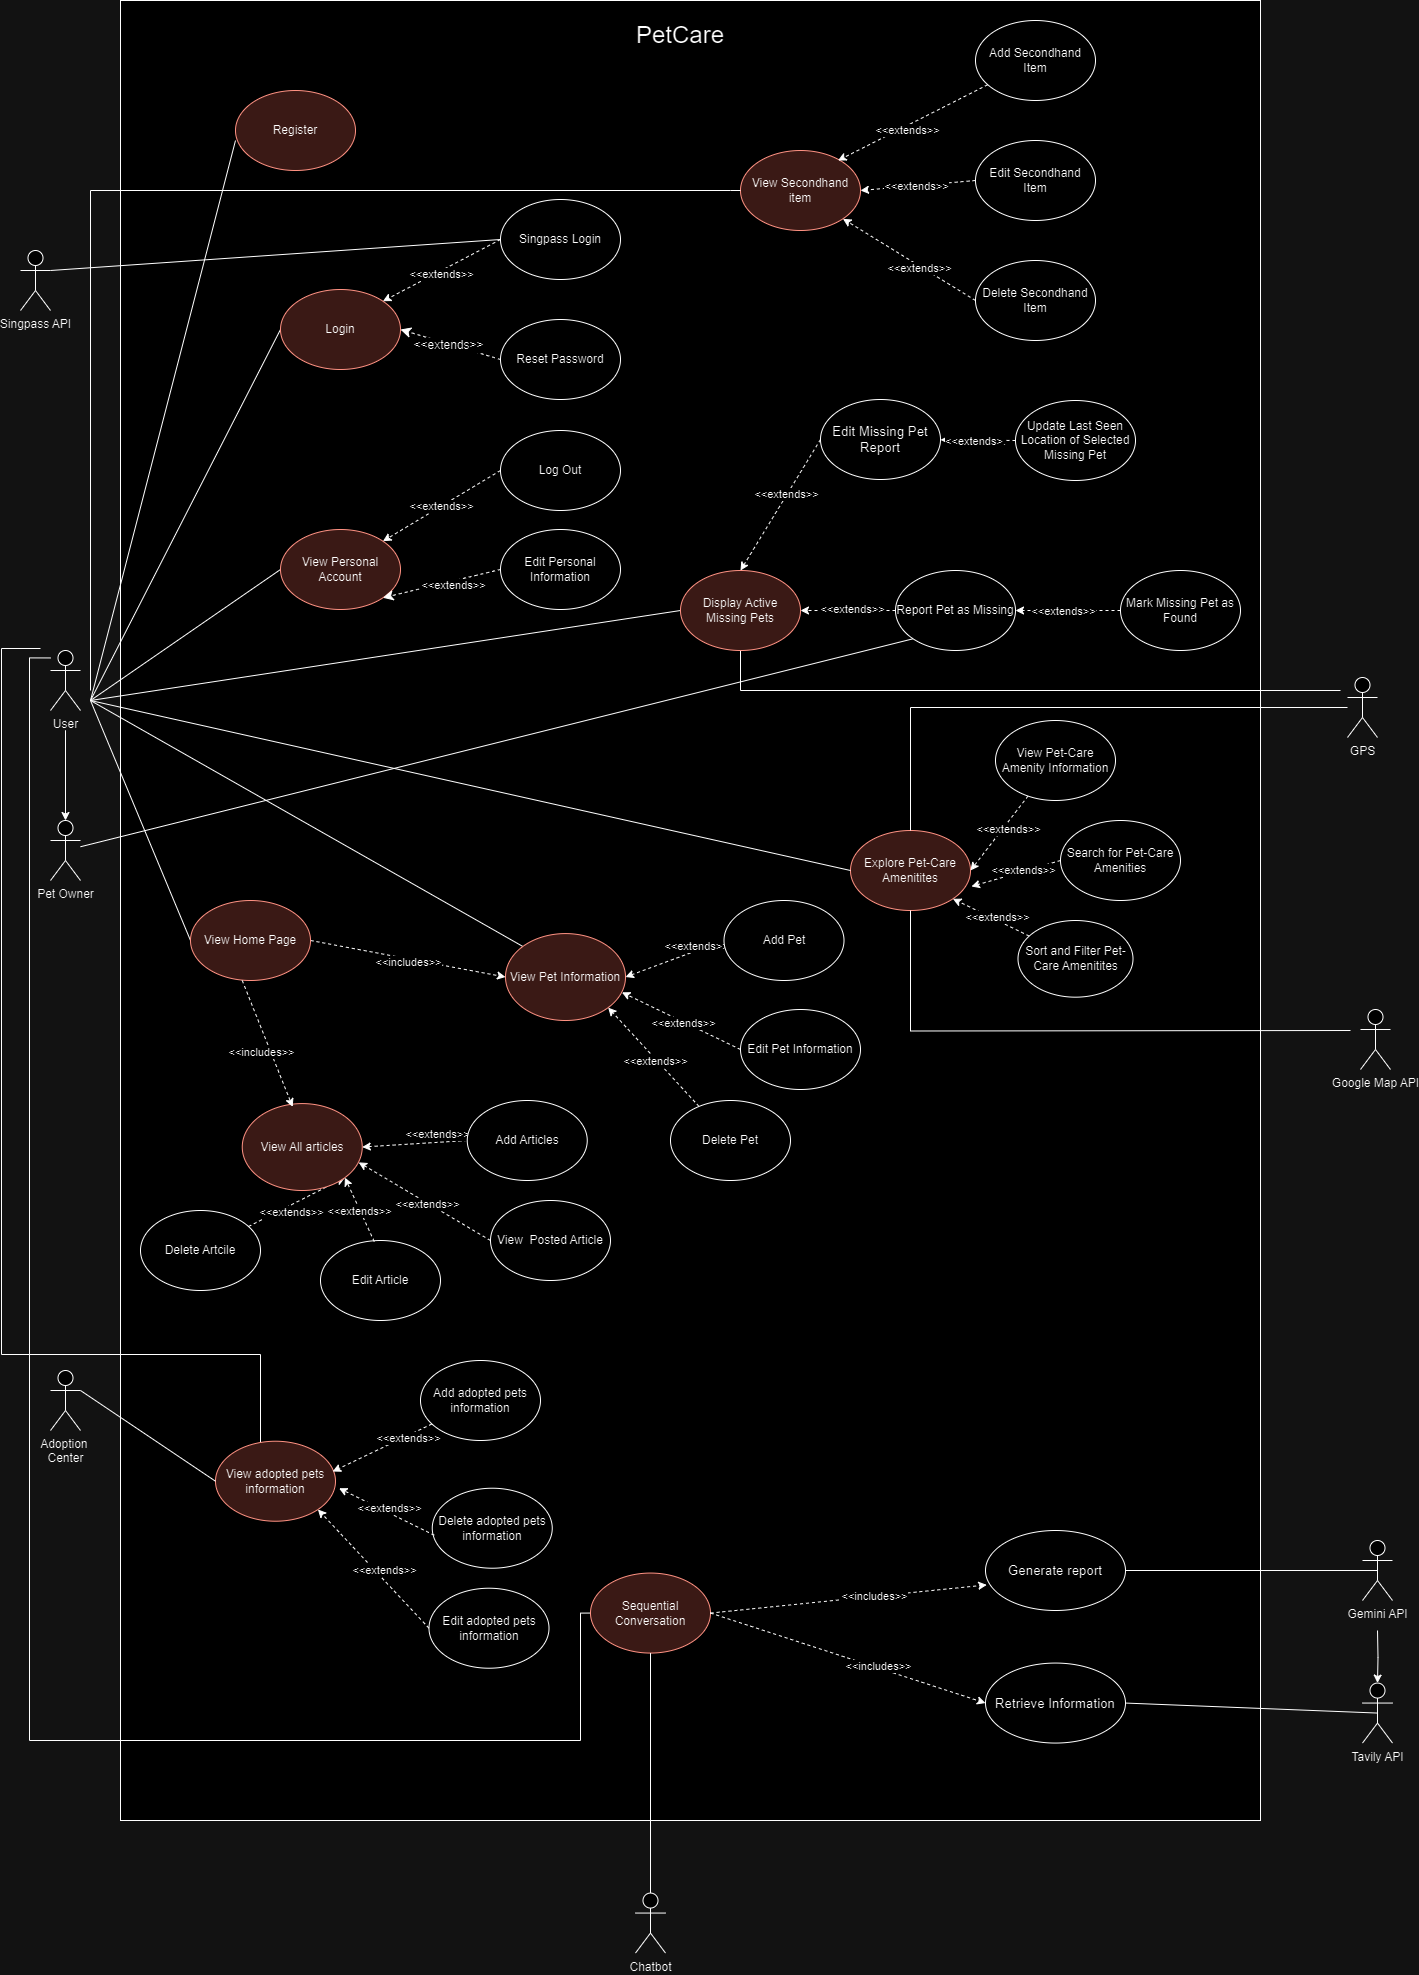 PetCare
Add Secondhand
Item
Register
<<extends>>
View Secondhand
item
Edit Secondhand
Item
<<extends>>
Singpass Login
<<extends>>
Delete Secondhand
Item
<<extends>>
Singpass API
Login
<<extends>>
Reset Password
Edit Missing Pet
Report
<<extends>.
Update Last Seen
Location of Selected
Missing Pet
Log Out
<<extends>>
<<extends>>
View Personal
Account
Edit Personal
Information
<<extends>>
Display Active
Missing Pets
<<extends>>
Report Pet as Missing
<<extends>>
Mark Missing Pet as
Found
User
GPS
View Pet-Care
Amenity Information
<<extends>>
Explore Pet-Care
Amenitites
Search for Pet-Care
Amenities
<<extends>>
Pet Owner
<<extends>>
View Home Page
<<includes>>
View Pet Information
<<extends>
Add Pet
Sort and Filter Pet-
Care Amenitites
<<extends>>
Edit Pet Information
<<includes>>
<<extends>>
Google Map API
View All articles
<<extends>>
Add Articles
Delete Pet
<<extends>>
<<extends>>
<<extends>>
Delete Artcile
View  Posted Article
Edit Article
Add adopted pets
information
Adoption
Center
<<extends>>
View adopted pets
information
<<extends>>
Delete adopted pets
information
<<extends>>
Edit adopted pets
information
Sequential
Conversation
<<includes>>
Generate report
Gemini API
<<includes>>
Retrieve Information
Tavily API
Chatbot